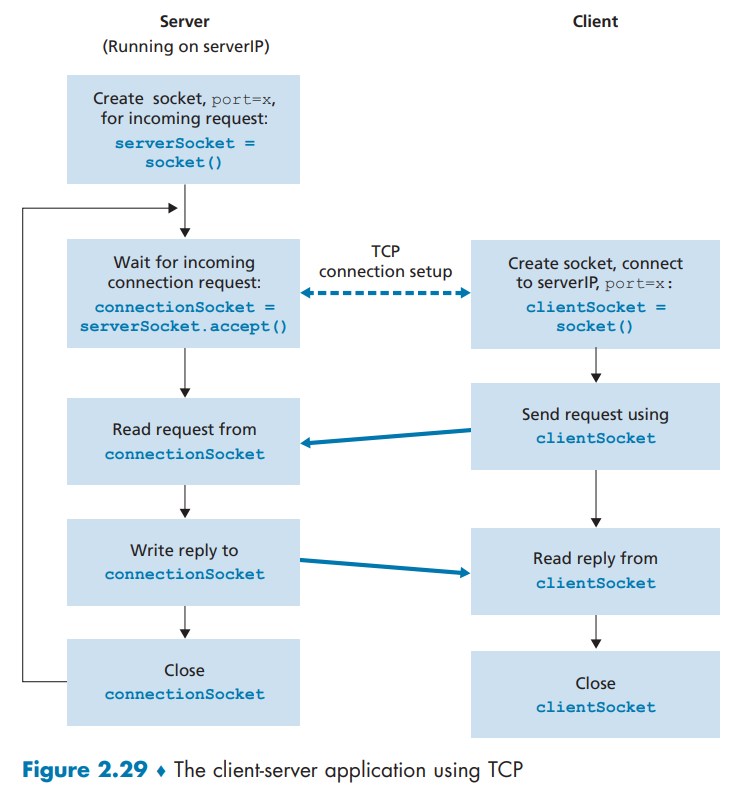 Server
(Running on serverIP)
Client
Create socket, port=x,
for incoming request:
serverSocket =
socket()
Wait for incoming
connection request:
connectionSocket =
serverSocket.accept()
TCP
connection setup
Create socket, connect
to serverIP, port=x:
clientSocket =
socket()
Read request from
connectionSocket
Send request using
clientSocket
Write reply to
connectionSocket
Read reply from
clientSocket
Close
connectionSocket
Close
clientSocket
Figure 2.29 ♦ The client-server application using TCP